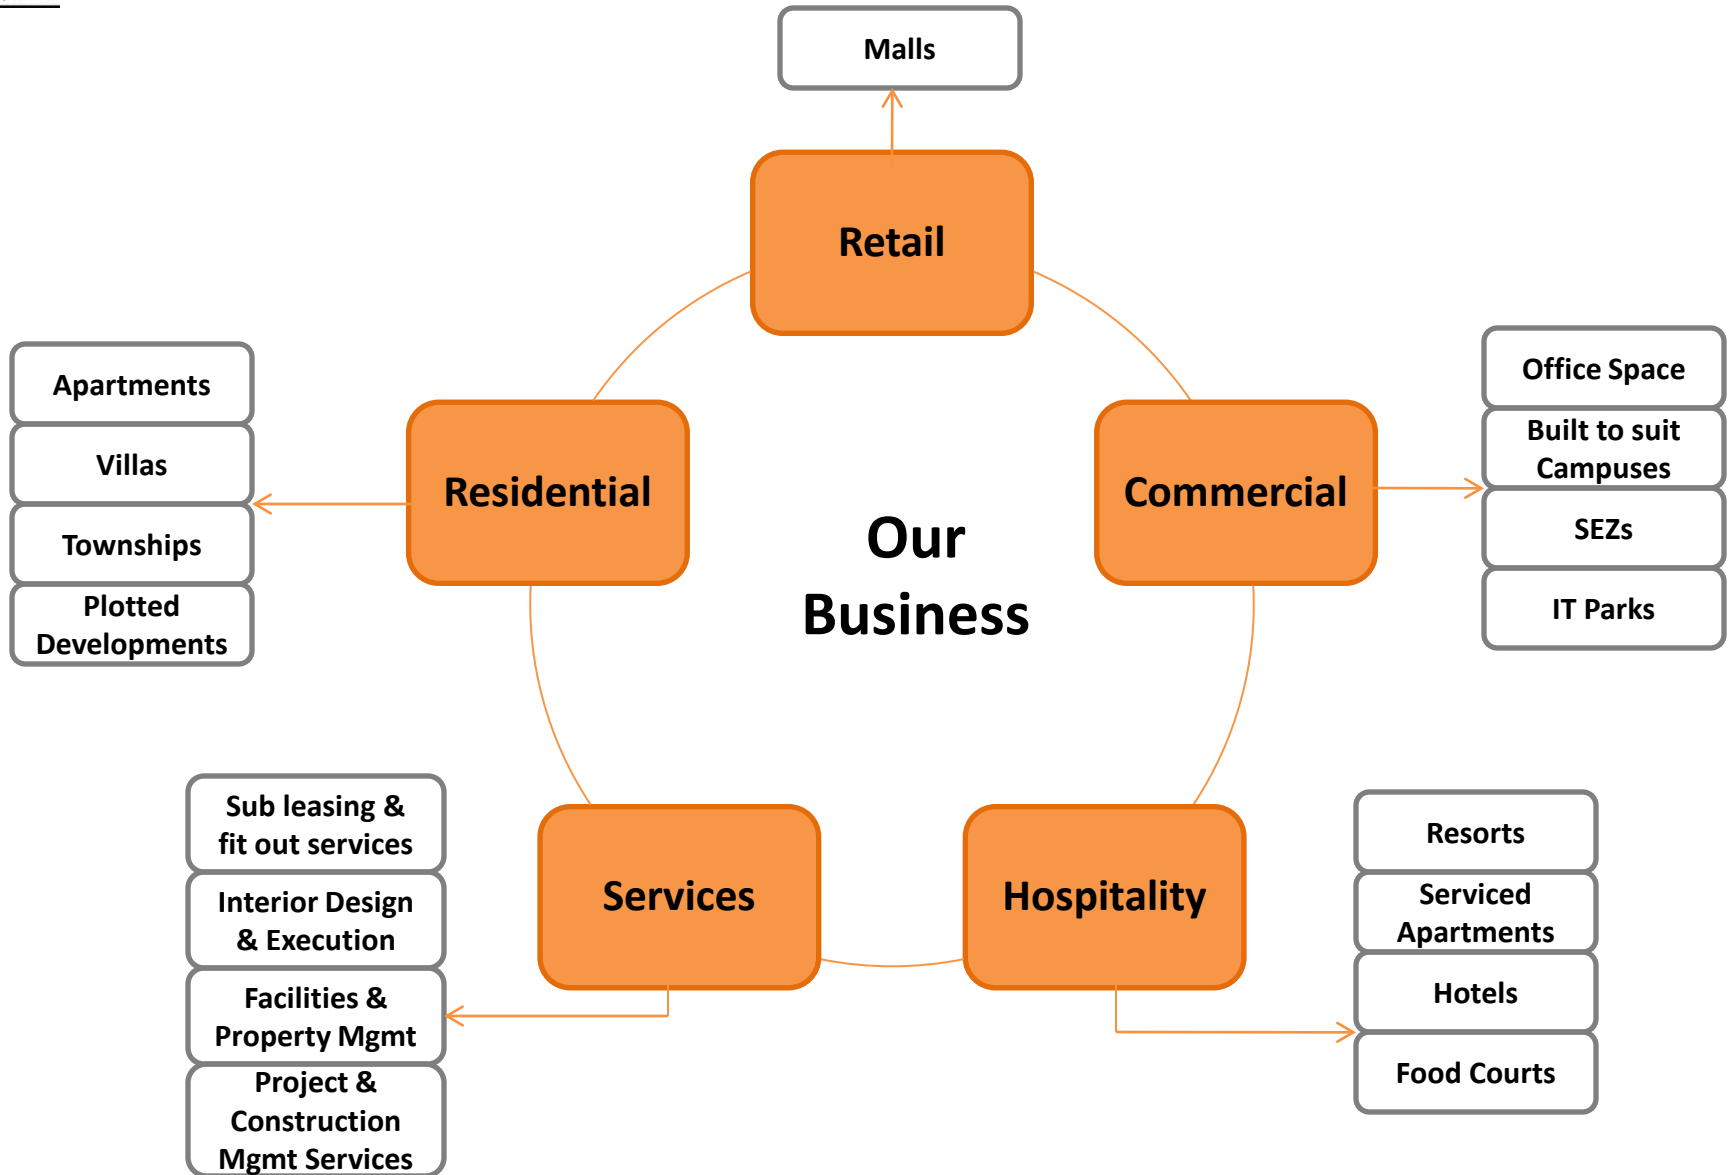 Malls
Retail
Apartments
Villas
Townships
Plotted
Developments
Residential
Our
Business
Commercial
Office Space
Built to suit
Campuses
SEZs
IT Parks
Sub leasing &
fit out services
Interior Design
& Execution
Facilities &
Property Mgmt
Project &
Construction
Mgmt Services
Services
Hospitality
Resorts
Serviced
Apartments
Hotels
Food Courts